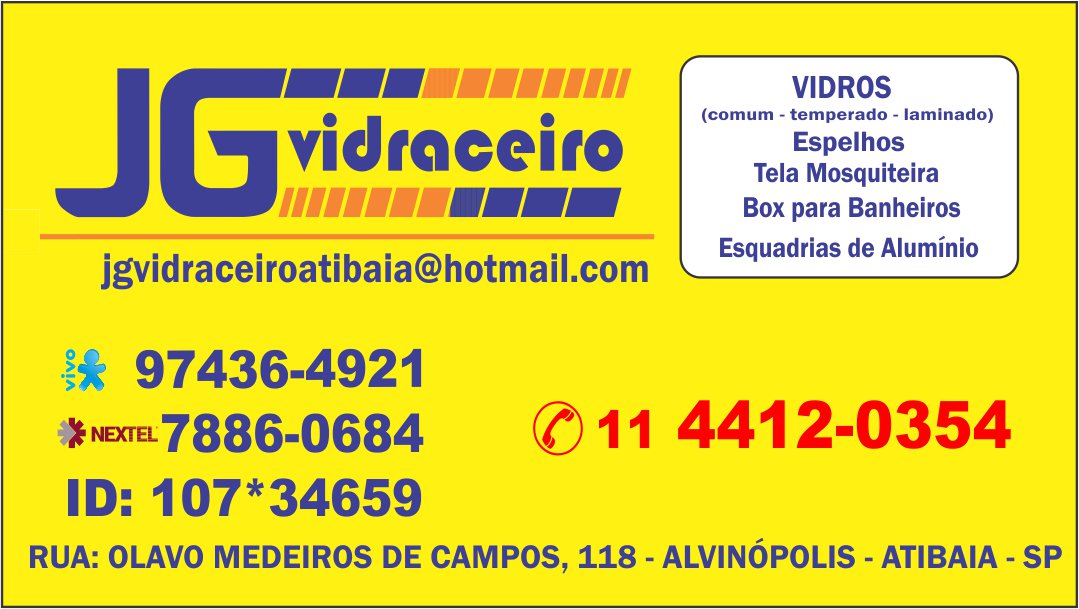 JG vidraceiro
jgvidraceiroatibaia@hotmail.com
VIDROS
(comum - temperado - laminado)
Espelhos
Tela Mosquiteira
Box para Banheiros
Esquadrias de Alumínio
vivo 97436-4921
NEXTEL 7886-0684
ID: 107*34659
11 4412-0354
RUA: OLAVO MEDEIROS DE CAMPOS, 118 - ALVINÓPOLIS - ATIBAIA - SP